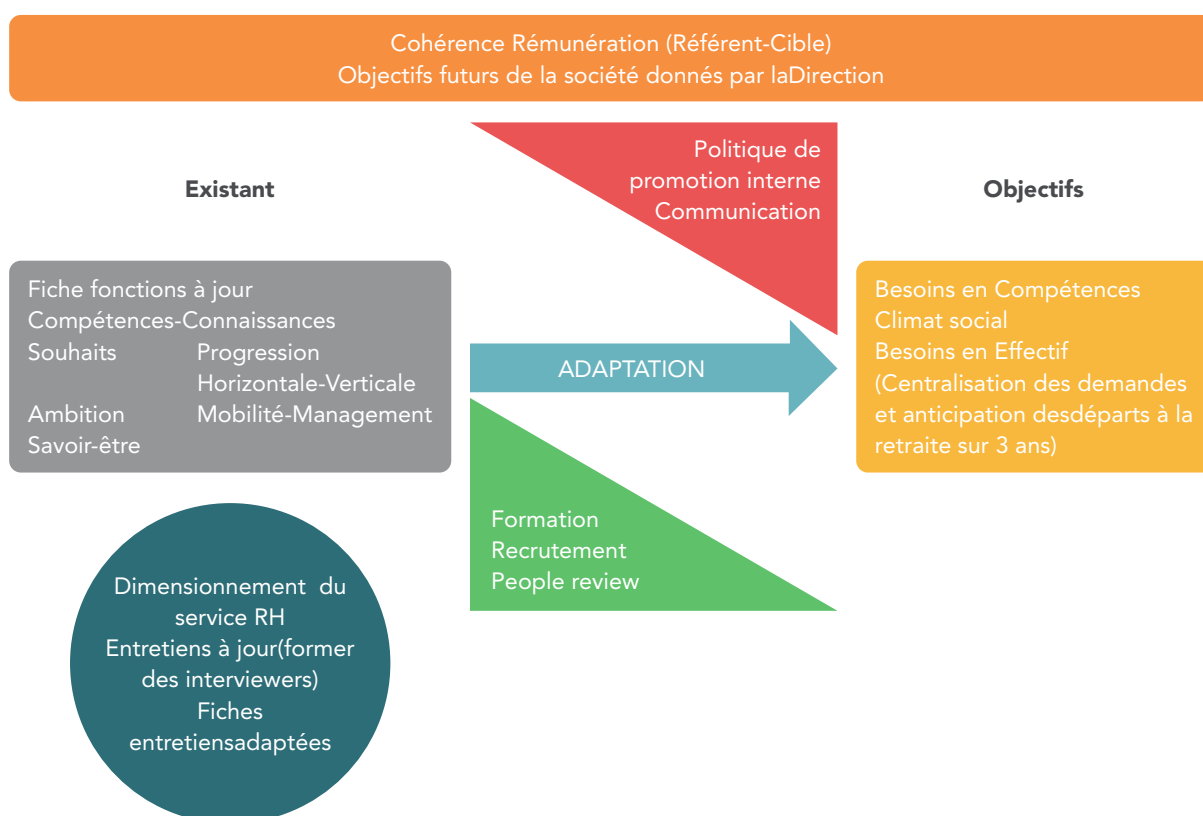 Cohérence Rémunération (Référent-Cible)
Objectifs futurs de la société donnés par laDirection
Existant
Politique de
promotion interne
Communication
Objectifs
Fiche fonctions à jour
Compétences-Connaissances
Souhaits Progression
Horizontale-Verticale
Ambition Mobilité-Management
Savoir-être
ADAPTATION
Besoins en Compétences
Climat social
Besoins en Effectif
(Centralisation des demandes
et anticipation desdéparts à la
retraite sur 3 ans)
Formation
Recrutement
People review
Dimensionnement du
service RH
Entretiens à jour(former
des interviewers)
Fiches
entretiensadaptées